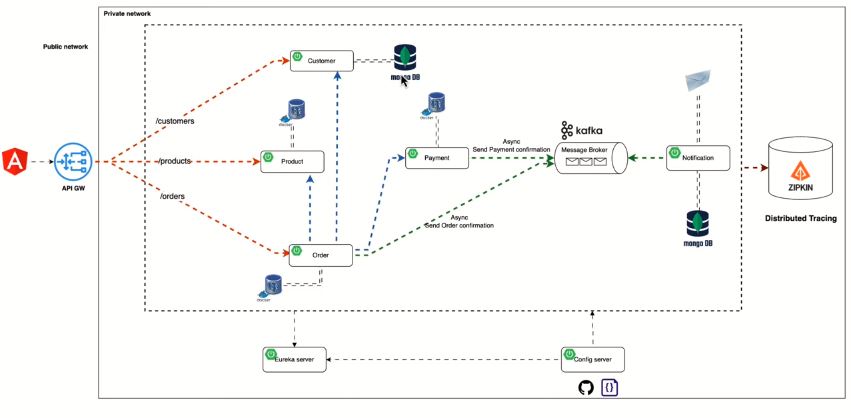 Private network
Public network
Customer
mongo DB
/customers
docker
docker
kafka
Async
Send Payment confirmation
Message Broker
/products
Product
Payment
Notification
A
API GW
ZIPKIN
/orders
Async
Send Order confirmation
Distributed Tracing
mongo DB
Order
docker
Eureka server
Config server
{ }